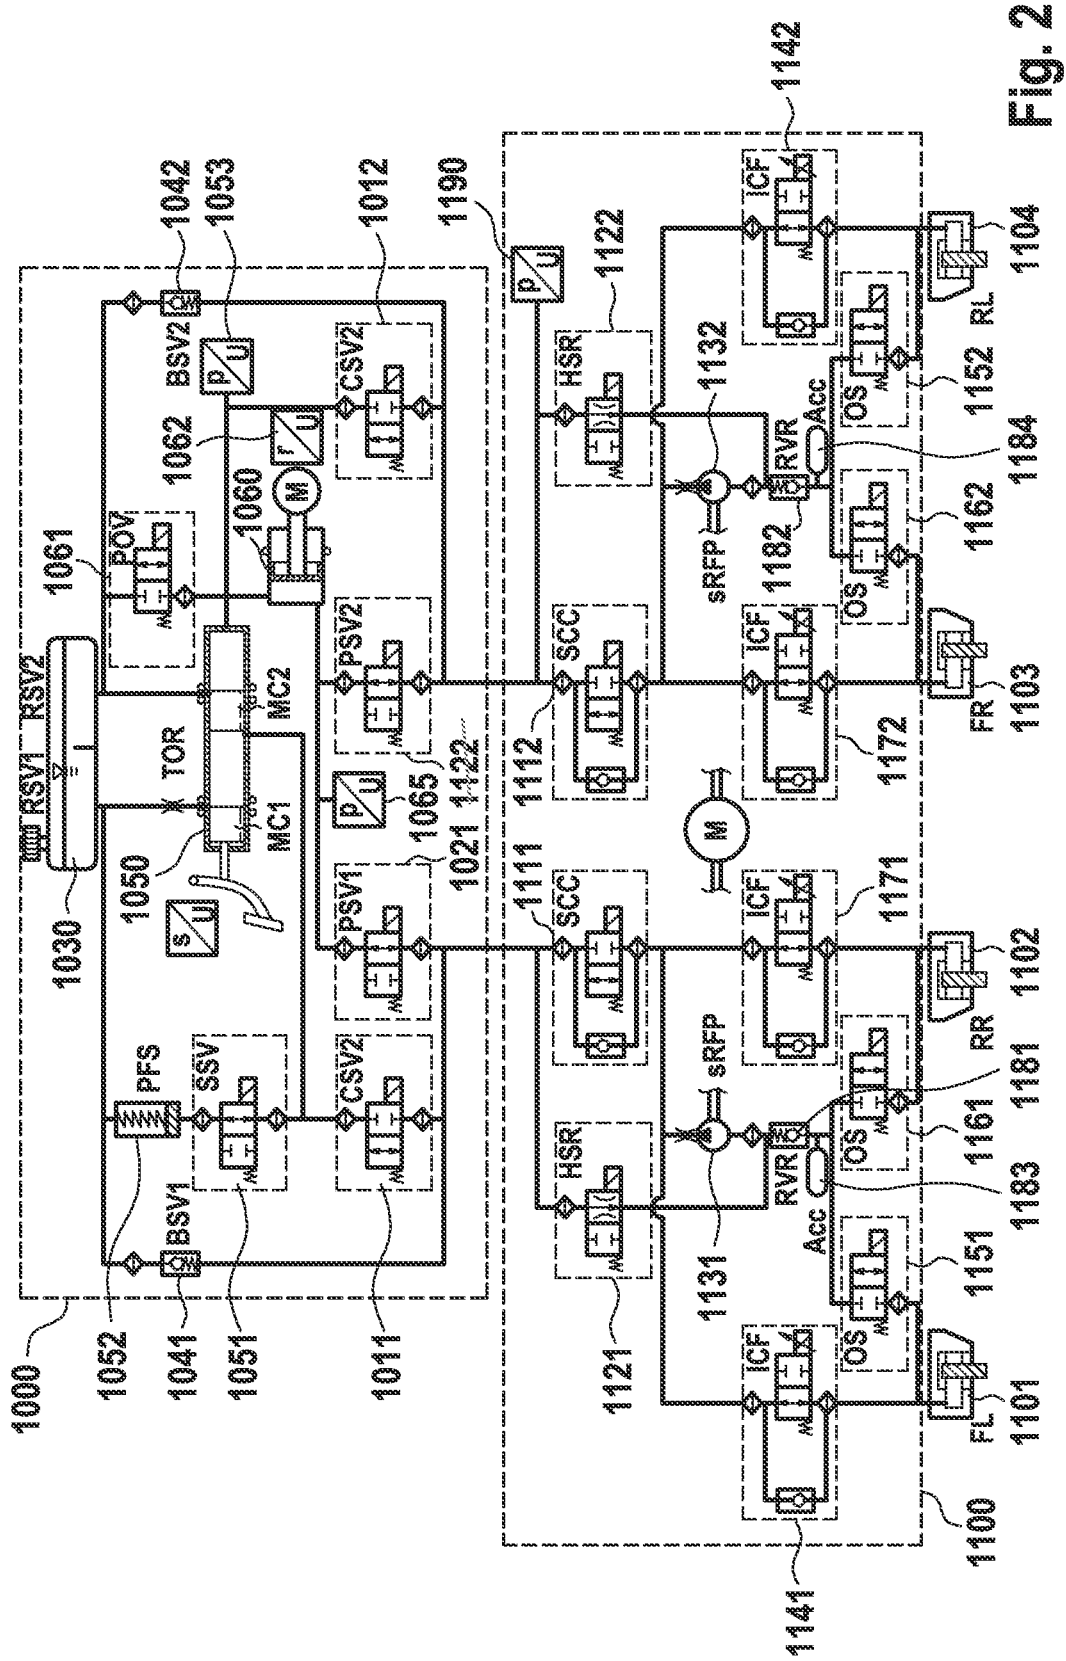 Fig. 2
1000
1052
1041
BSV1
1051
1011
PFS
SSV
CSV2
RSV1
RSV2
1030
s
U
1050
TOR
MC1
MC2
1061
POV
1060
M
1062
r
U
BSV2
1042
P
U
1053
CSV2
1012
PSV1
1021
P
U
1065
PSV2
1122
1190
P
U
1100
1121
HSR
1111
SCC
1112
SCC
HSR
1122
1131
sRFP
M
sRFP
1132
1141
ICF
RVR
Acc
ICF
1171
ICF
1172
1182
RVR
Acc
ICF
1142
OS
1151
1183
OS
1161
1181
OS
1162
1184
OS
1152
FL
1101
RR
1102
FR
1103
RL
1104